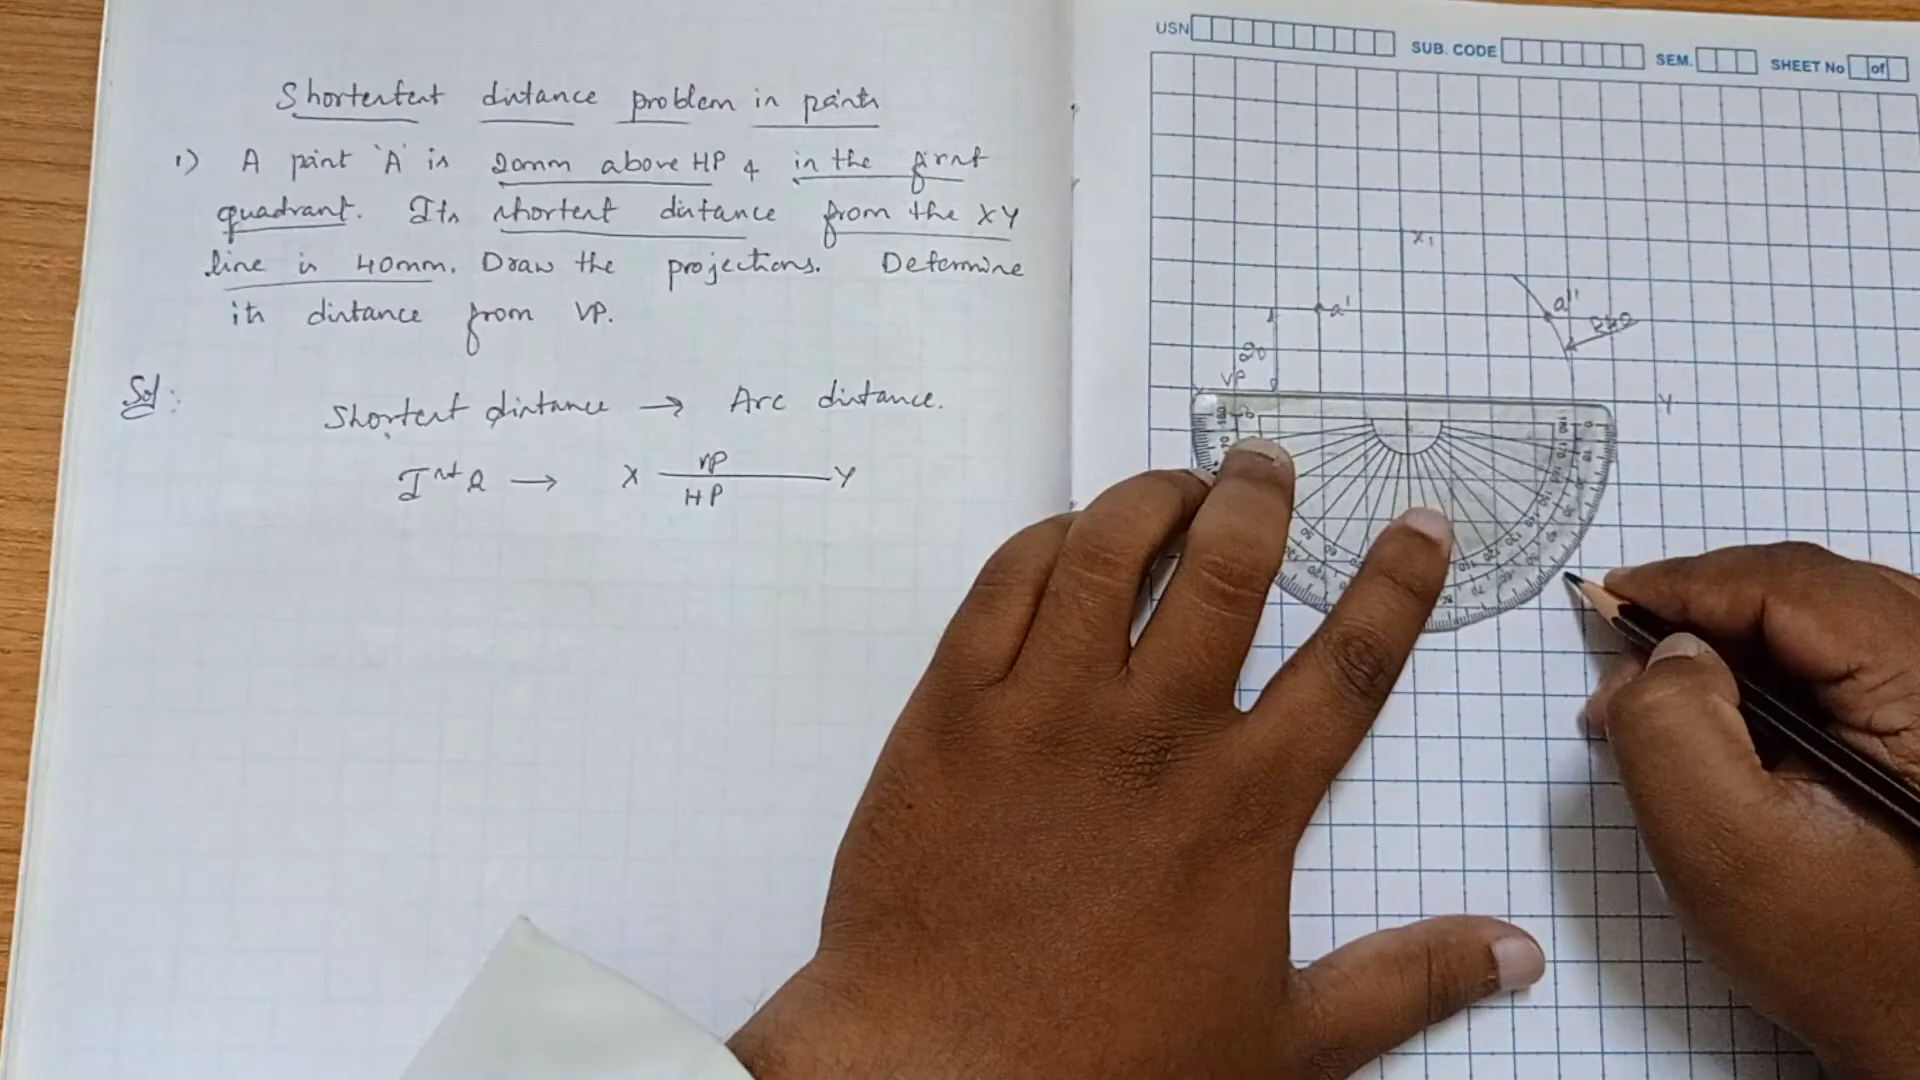 Shortestest distance problem in points
1) A point 'A' is 20mm above HP & in the first
quadrant. Its shortest distance from the XY
line is 40mm. Draw the projections. Determine
its distance from VP.
Sol:
Shortest distance → Arc distance.
Ist Q → X VP Y
HP
USN SUB. CODE SEM. SHEET No of
X1
a'
a''
R40
20
VP
Y